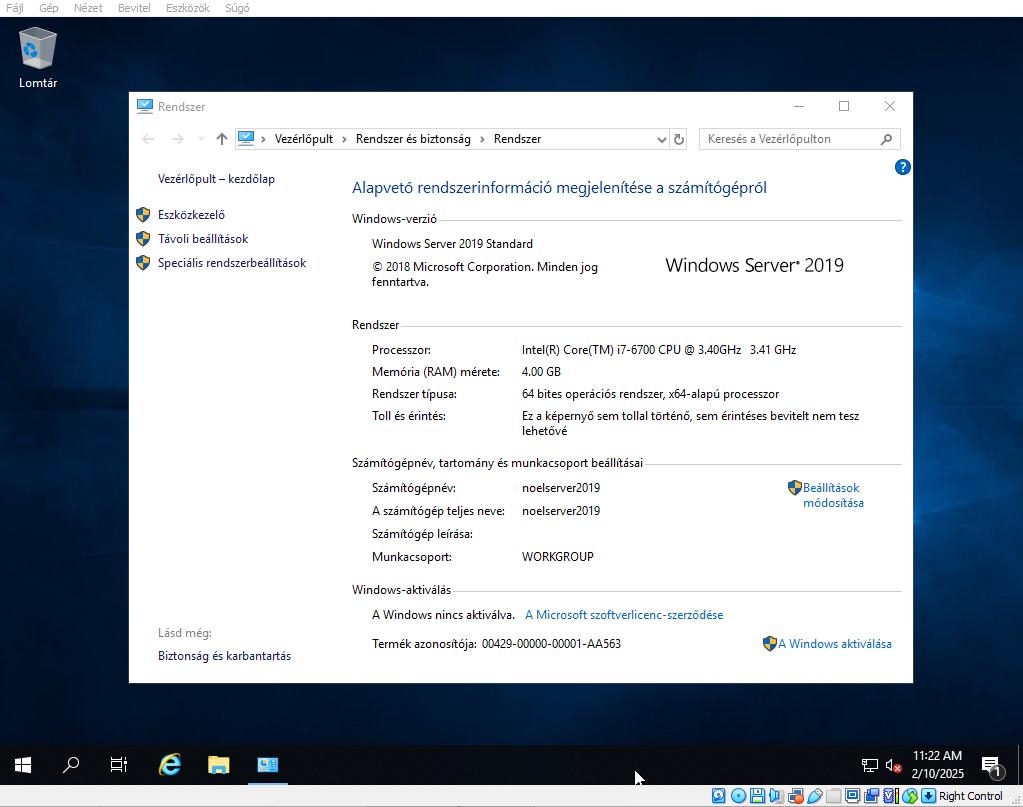 Fájl Gép Nézet Bevitel Eszközök Súgó
Lomtár
Rendszer
Vezérlőpult Rendszer és biztonság Rendszer
Keresés a Vezérlőpulton
?
Vezérlőpult – kezdőlap
Eszközkezelő
Távoli beállítások
Speciális rendszerbeállítások
Alapvető rendszerinformáció megjelenítése a számítógépről
Windows-verzió
Windows Server 2019 Standard
© 2018 Microsoft Corporation. Minden jog
fenntartva.
Windows Server® 2019
Rendszer
Processzor: Intel(R) Core(TM) i7-6700 CPU @ 3.40GHz 3.41 GHz
Memória (RAM) mérete: 4.00 GB
Rendszer típusa: 64 bites operációs rendszer, x64-alapú processzor
Toll és érintés: Ez a képernyő sem tollal történő, sem érintéses bevitelt nem tesz
lehetővé
Számítógépnév, tartomány és munkacsoport beállításai
Számítógépnév: noelserver2019
Beállítások
módosítása
A számítógép teljes neve: noelserver2019
Számítógép leírása:
Munkacsoport: WORKGROUP
Windows-aktiválás
A Windows nincs aktiválva. A Microsoft szoftverlicenc-szerződése
Termék azonosítója: 00429-00000-00001-AA563
A Windows aktiválása
Lásd még:
Biztonság és karbantartás
11:22 AM
2/10/2025
1
Right Control